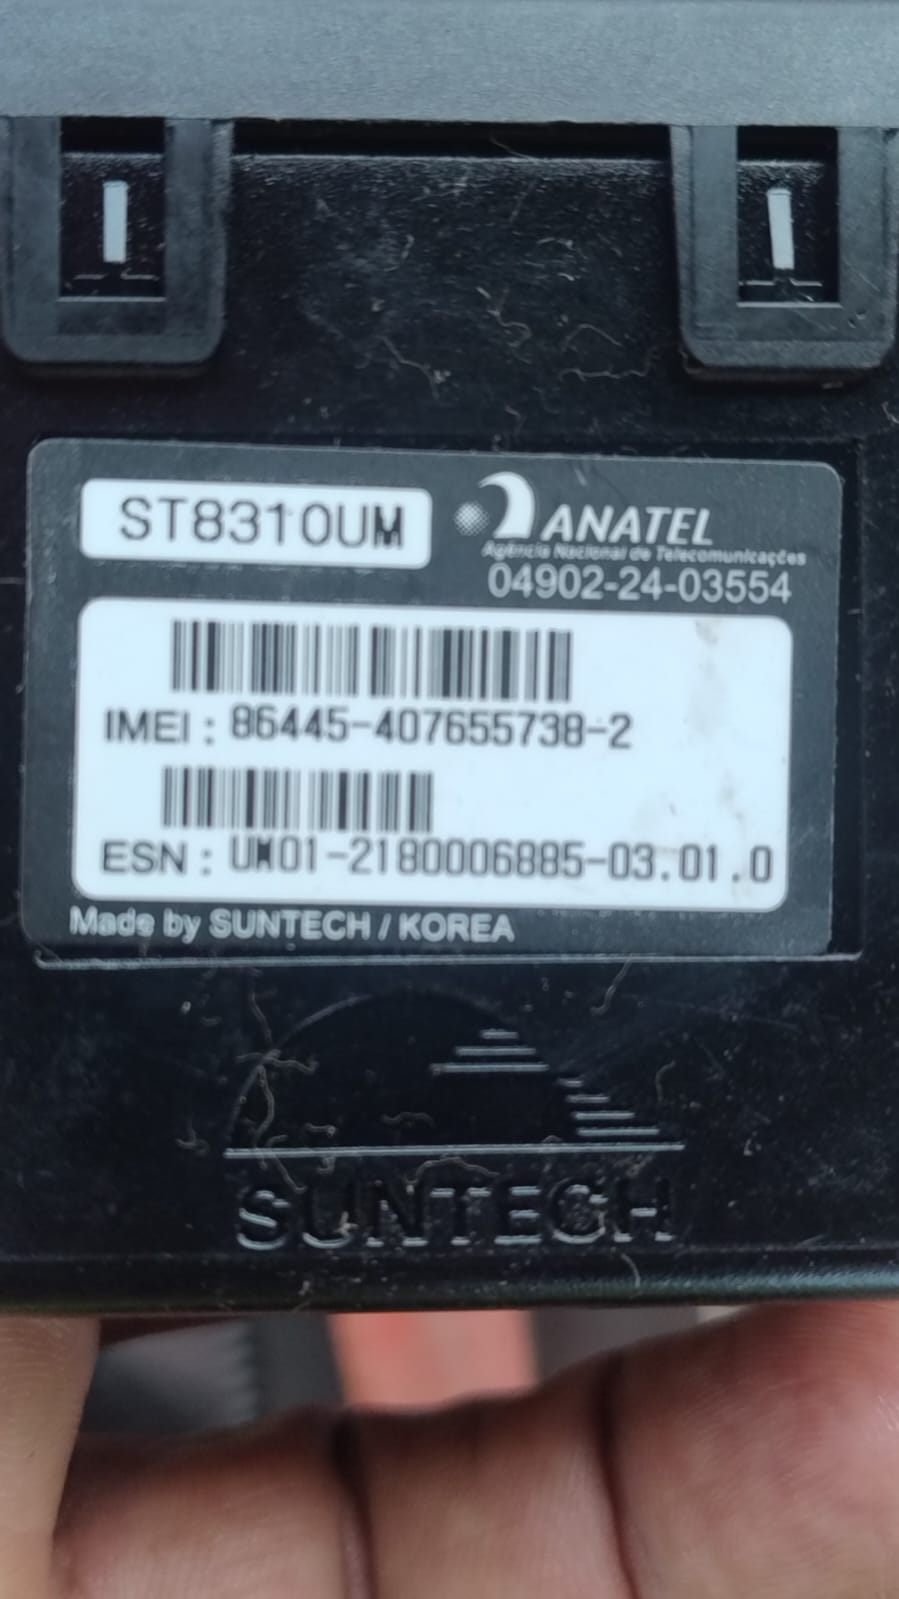 ST8310UM
ANATEL
Agência Nacional de Telecomunicações
04902-24-03554
IMEI : 86445-407655738-2
ESN : UM01-2180006885-03.01.0
Made by SUNTECH / KOREA
SUNTECH